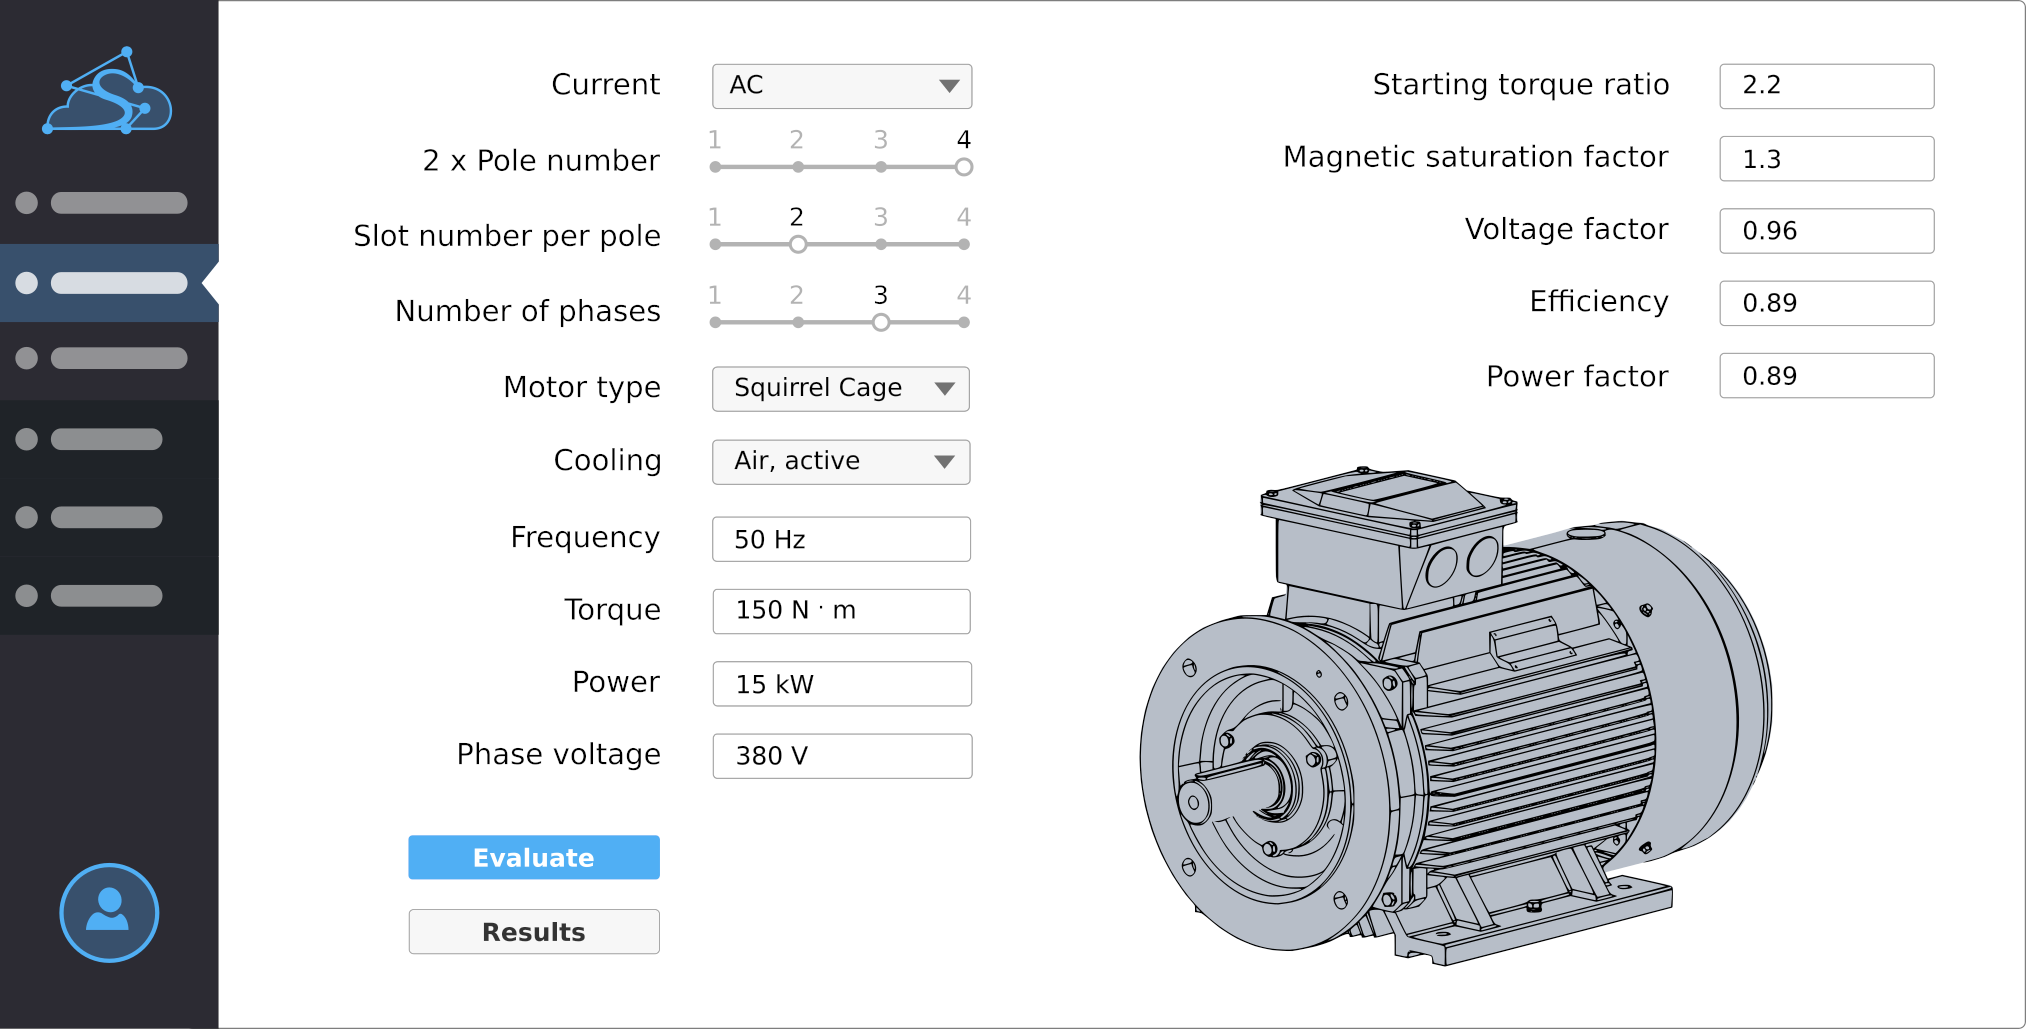 Current AC
1 2 3 4
2 x Pole number
1 2 3 4
Slot number per pole
1 2 3 4
Number of phases
Motor type Squirrel Cage
Cooling Air, active
Frequency 50 Hz
Torque 150 N · m
Power 15 kW
Phase voltage 380 V
Evaluate
Results
Starting torque ratio 2.2
Magnetic saturation factor 1.3
Voltage factor 0.96
Efficiency 0.89
Power factor 0.89